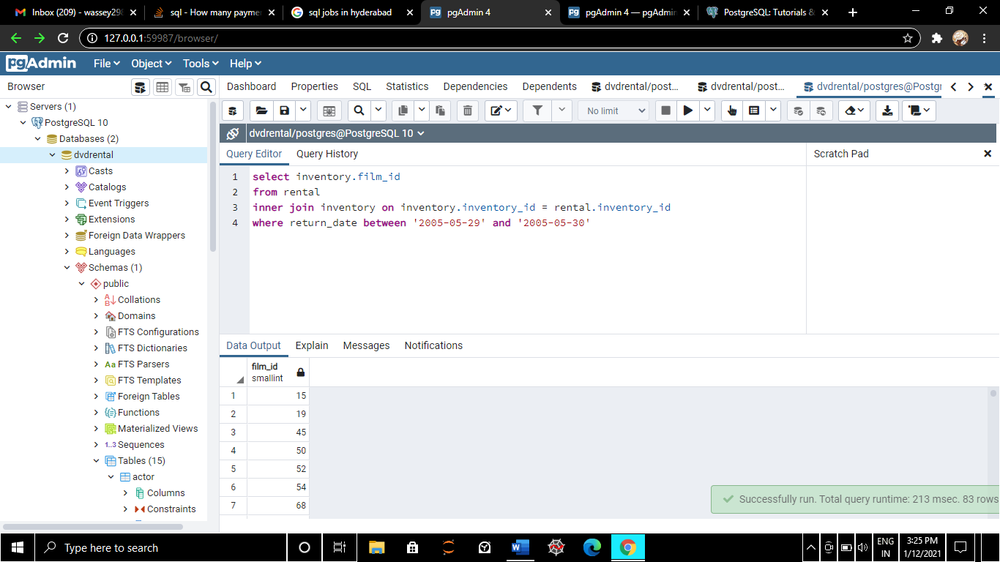 Inbox (209) - wassey298
sql - How many payme
sql jobs in hyderabad
pgAdmin 4
pgAdmin 4 — pgAdmin
PostgreSQL: Tutorials &
127.0.0.1:59987/browser/
pgAdmin File Object Tools Help
Browser
Dashboard Properties SQL Statistics Dependencies Dependents dvdrental/post... dvdrental/post... dvdrental/postgres@Postgr
No limit
dvdrental/postgres@PostgreSQL 10
Query Editor Query History
Scratch Pad
1 select inventory.film_id
2 from rental
3 inner join inventory on inventory.inventory_id = rental.inventory_id
4 where return_date between '2005-05-29' and '2005-05-30'
Servers (1)
PostgreSQL 10
Databases (2)
dvdrental
Casts
Catalogs
Event Triggers
Extensions
Foreign Data Wrappers
Languages
Schemas (1)
public
Collations
Domains
FTS Configurations
FTS Dictionaries
Aa FTS Parsers
FTS Templates
Foreign Tables
Functions
Materialized Views
1..3 Sequences
Tables (15)
actor
Columns
Constraints
Data Output Explain Messages Notifications
film_id
smallint
1 15
2 19
3 45
4 50
5 52
6 54
7 68
Successfully run. Total query runtime: 213 msec. 83 rows
Type here to search
ENG
IN
3:25 PM
1/12/2021